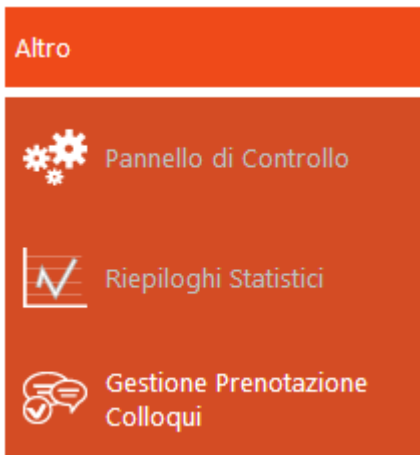 Altro
Pannello di Controllo
Riepiloghi Statistici
Gestione Prenotazione
Colloqui